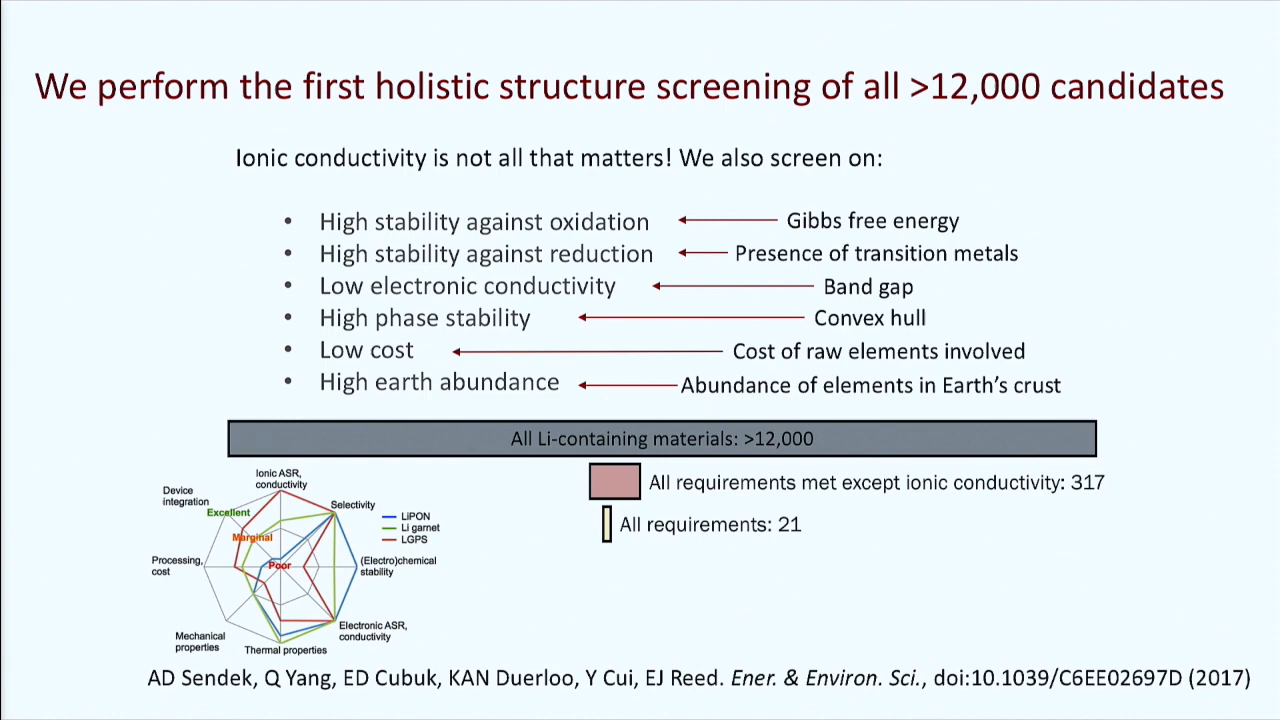 We perform the first holistic structure screening of all >12,000 candidates
Ionic conductivity is not all that matters! We also screen on:
• High stability against oxidation Gibbs free energy
• High stability against reduction Presence of transition metals
• Low electronic conductivity Band gap
• High phase stability Convex hull
• Low cost Cost of raw elements involved
• High earth abundance Abundance of elements in Earth's crust
All Li-containing materials: >12,000
All requirements met except ionic conductivity: 317
All requirements: 21
Ionic ASR,
conductivity
Device
integration
Selectivity
Excellent
LiPON
Li garnet
LGPS
Marginal
Processing,
cost
Poor
(Electro)chemical
stability
Electronic ASR,
conductivity
Mechanical
properties
Thermal properties
AD Sendek, Q Yang, ED Cubuk, KAN Duerloo, Y Cui, EJ Reed. Ener. & Environ. Sci., doi:10.1039/C6EE02697D (2017)